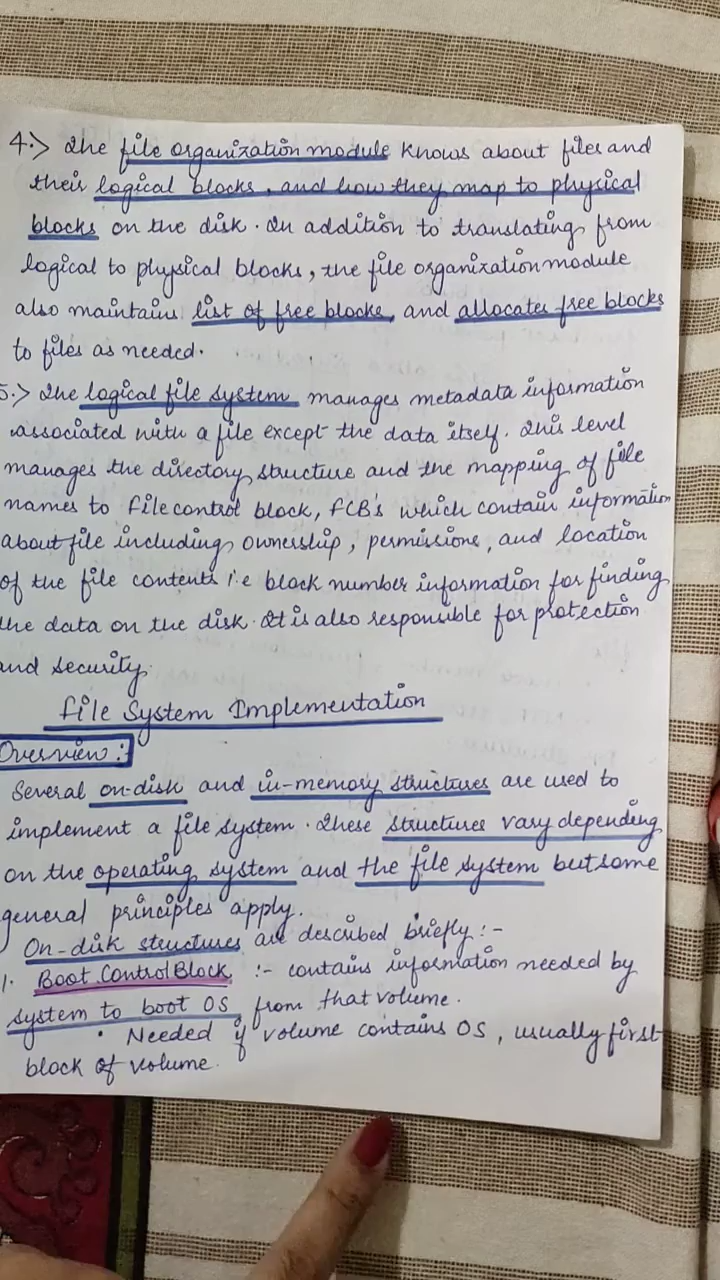 4.> The file organization module knows about files and
their logical blocks, and how they map to physical
blocks on the disk. In addition to translating from
logical to physical blocks, the file organization module
also maintains list of free blocks, and allocates free blocks
to files as needed.
5.> The logical file system manages metadata information
associated with a file except the data itself. This level
manages the directory structure and the mapping of file
names to file control block, FCB's which contain information
about file including ownership, permissions, and location
of the file contents i.e block number information for finding
the data on the disk. It is also responsible for protection
and security.
File System Implementation
Overview:-
Several on-disk and in-memory structures are used to
implement a file system. These structures vary depending
on the operating system and the file system but some
general principles apply.
On-disk structures are described briefly :-
1. Boot Control Block :- contains information needed by
system to boot OS from that volume.
• Needed if volume contains OS, usually first
block of volume.